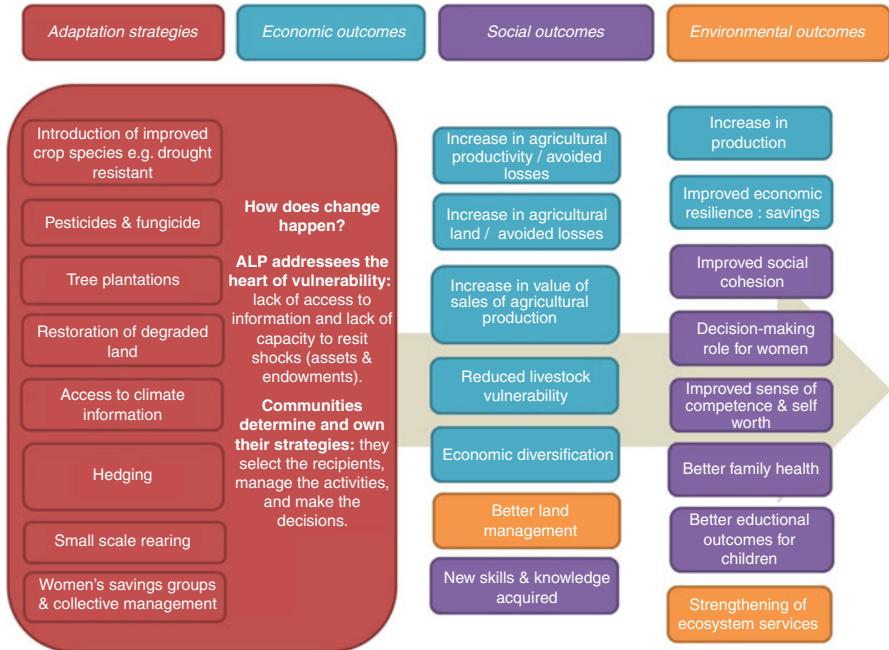 Adaptation strategies
Economic outcomes
Social outcomes
Environmental outcomes
Introduction of improved
crop species e.g. drought
resistant
Pesticides & fungicide
Tree plantations
Restoration of degraded
land
Access to climate
information
Hedging
Small scale rearing
Women's savings groups
& collective management
How does change
happen?
ALP addressees the
heart of vulnerability:
lack of access to
information and lack of
capacity to resit
shocks (assets &
endowments).
Communities
determine and own
their strategies: they
select the recipients,
manage the activities,
and make the
decisions.
Increase in agricultural
productivity / avoided
losses
Increase in agricultural
land / avoided losses
Increase in value of
sales of agricultural
production
Reduced livestock
vulnerability
Economic diversification
Better land
management
New skills & knowledge
acquired
Increase in
production
Improved economic
resilience : savings
Improved social
cohesion
Decision-making
role for women
Improved sense of
competence & self
worth
Better family health
Better eductional
outcomes for
children
Strengthening of
ecosystem services